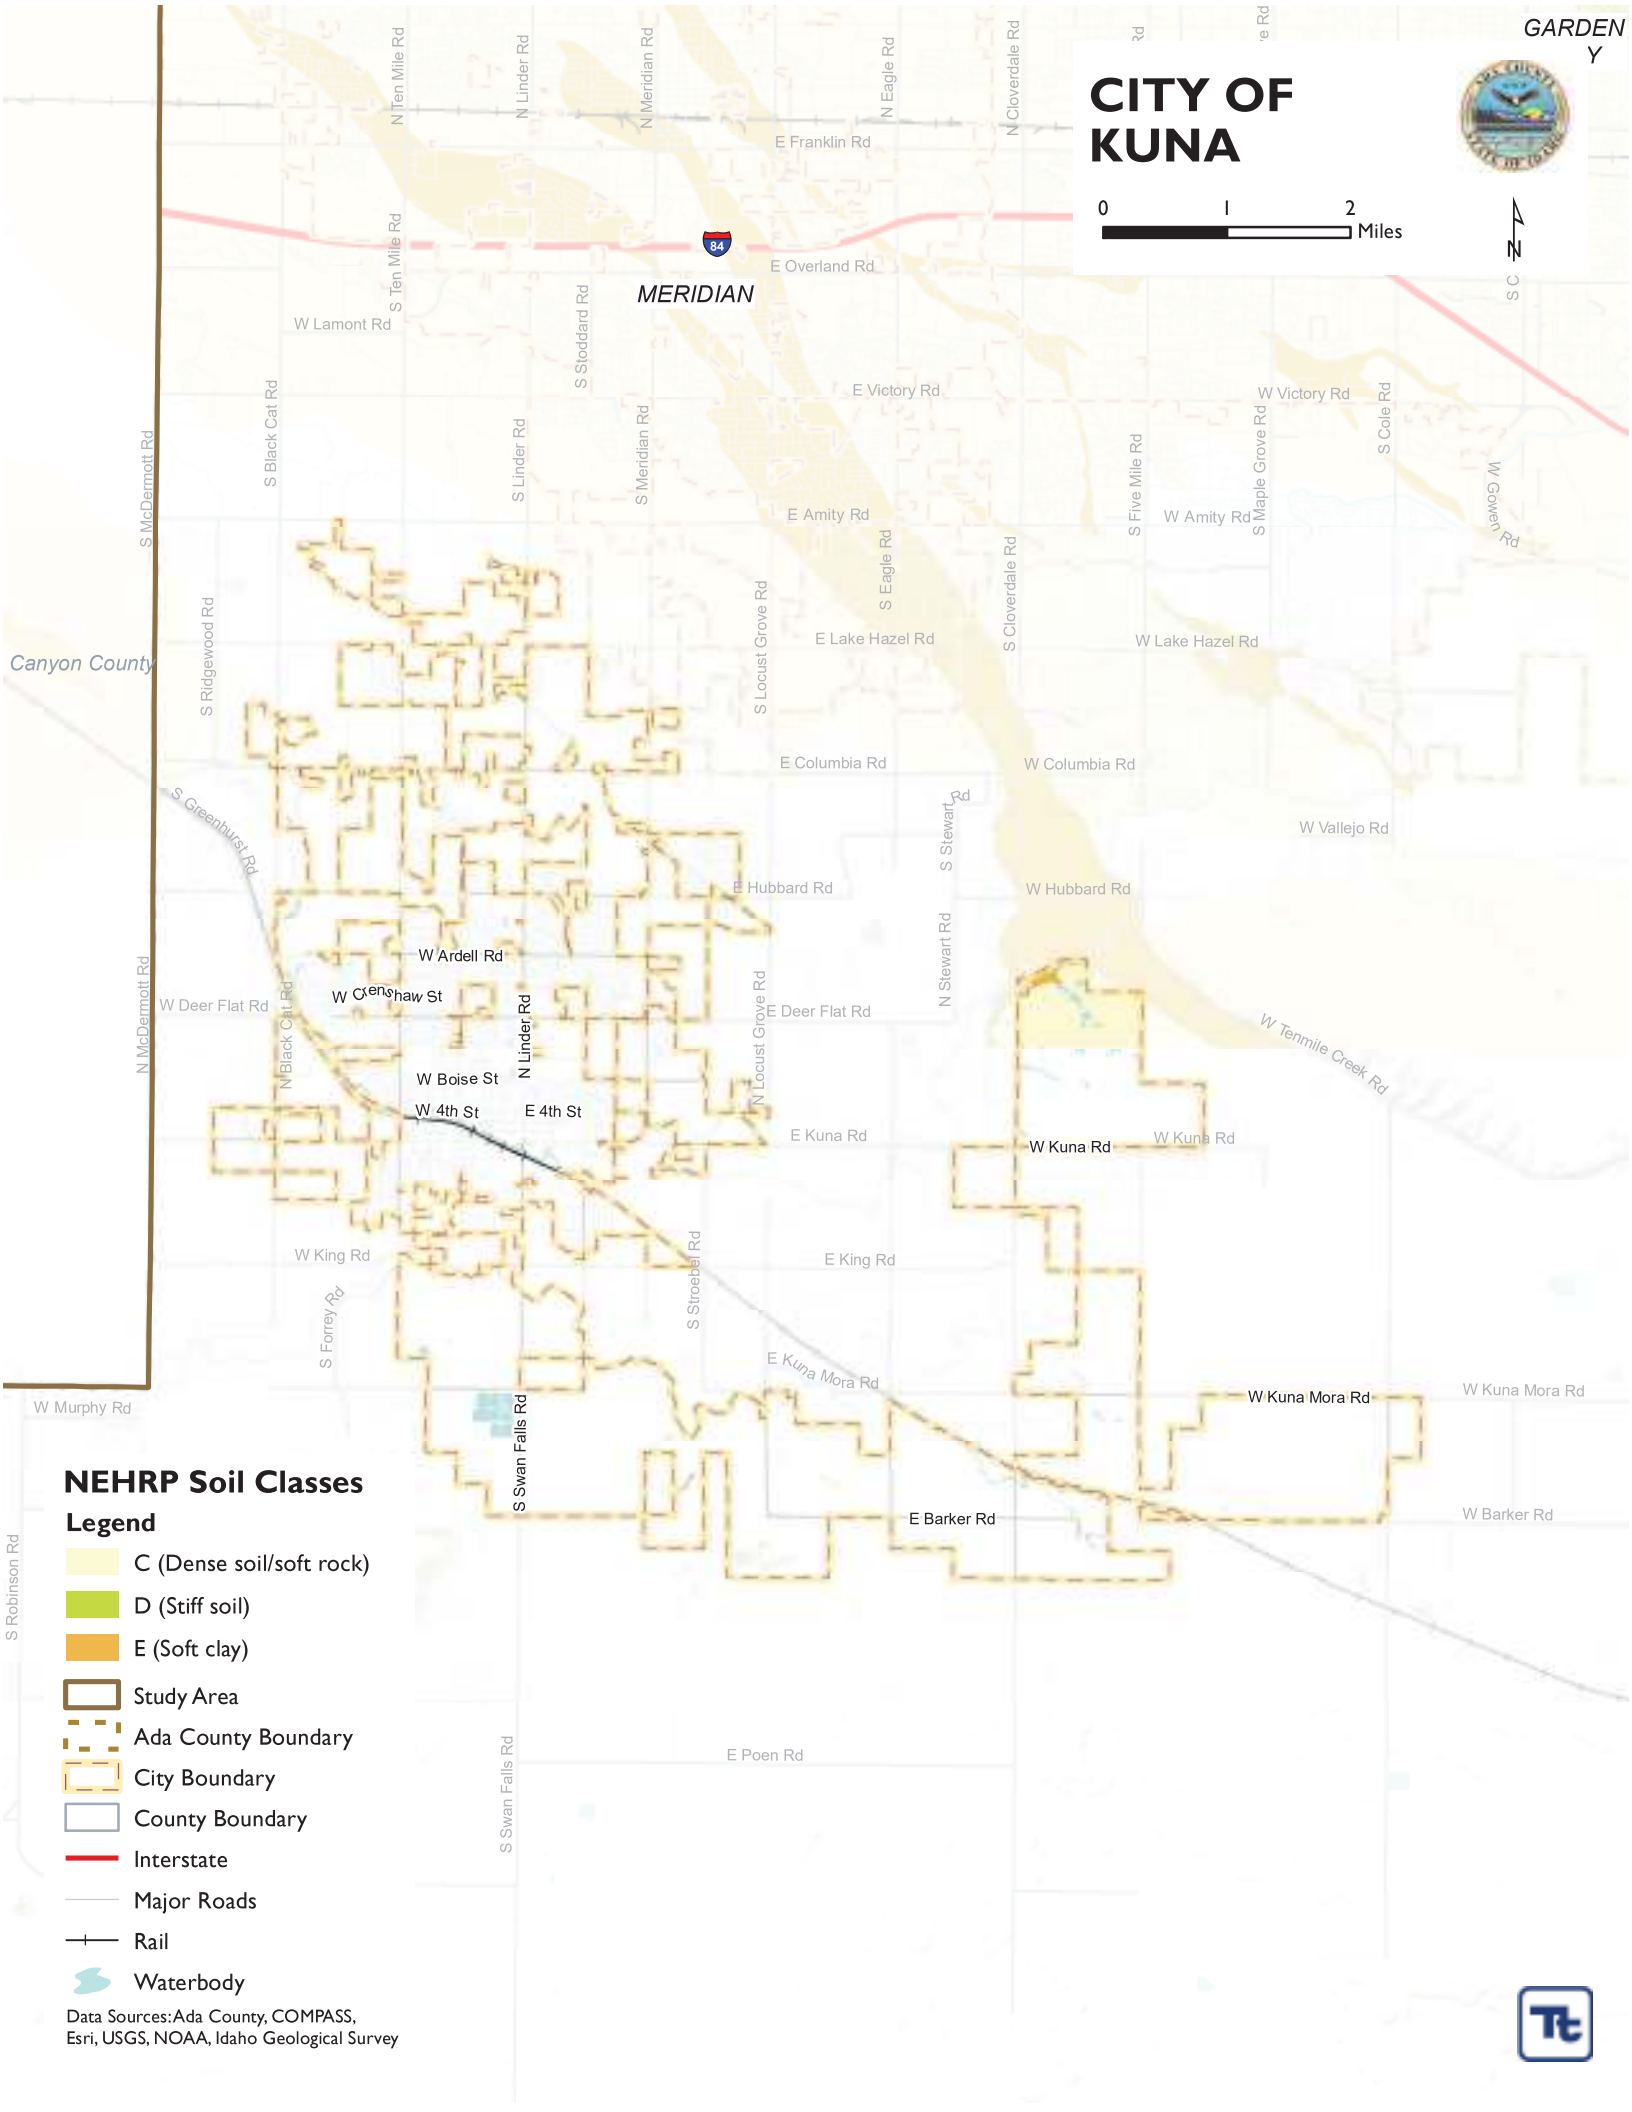 GARDEN
Y
CITY OF
KUNA
ADA COUNTY
STATE OF IDAHO
0 1 2
Miles
N
N Ten Mile Rd
N Linder Rd
N Meridian Rd
N Eagle Rd
N Cloverdale Rd
Rd
e Rd
E Franklin Rd
84
S Ten Mile Rd
E Overland Rd
MERIDIAN
S C
W Lamont Rd
S Stoddard Rd
S Black Cat Rd
E Victory Rd
W Victory Rd
S Cole Rd
S McDermott Rd
S Linder Rd
S Meridian Rd
S Five Mile Rd
S Maple Grove Rd
W Gowen Rd
E Amity Rd
W Amity Rd
S Eagle Rd
S Cloverdale Rd
S Ridgewood Rd
S Locust Grove Rd
E Lake Hazel Rd
W Lake Hazel Rd
Canyon County
E Columbia Rd
W Columbia Rd
S Greenhurst Rd
S Stewart Rd
W Vallejo Rd
E Hubbard Rd
W Hubbard Rd
W Ardell Rd
N Stewart Rd
W Crenshaw St
N McDermott Rd
W Deer Flat Rd
N Black Cat Rd
N Linder Rd
N Locust Grove Rd
E Deer Flat Rd
W Tenmile Creek Rd
W Boise St
W 4th St
E 4th St
E Kuna Rd
W Kuna Rd
W Kuna Rd
W King Rd
S Stroebel Rd
E King Rd
S Forrey Rd
E Kuna Mora Rd
W Kuna Mora Rd
W Kuna Mora Rd
W Murphy Rd
S Swan Falls Rd
E Barker Rd
W Barker Rd
S Robinson Rd
E Poen Rd
S Swan Falls Rd
NEHRP Soil Classes
Legend
C (Dense soil/soft rock)
D (Stiff soil)
E (Soft clay)
Study Area
Ada County Boundary
City Boundary
County Boundary
Interstate
Major Roads
Rail
Waterbody
Data Sources: Ada County, COMPASS,
Esri, USGS, NOAA, Idaho Geological Survey
Tt